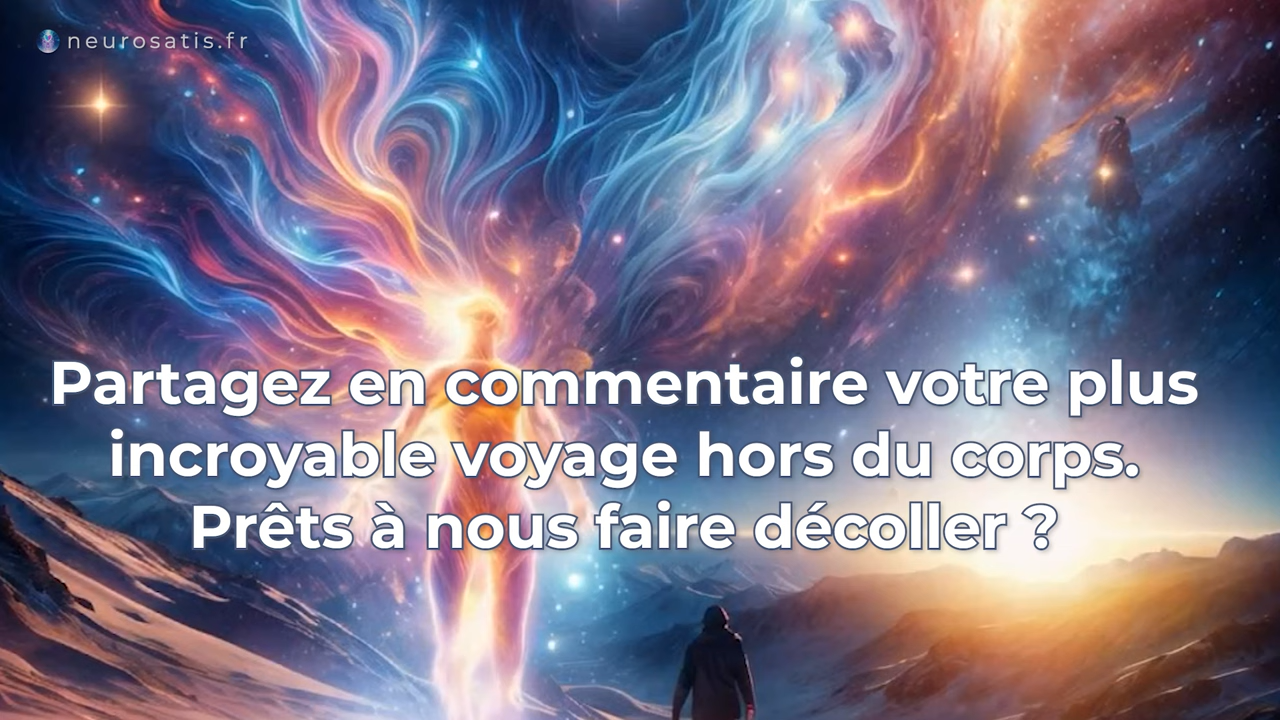 neurosatis.fr
Partagez en commentaire votre plus
incroyable voyage hors du corps.
Prêts à nous faire décoller ?